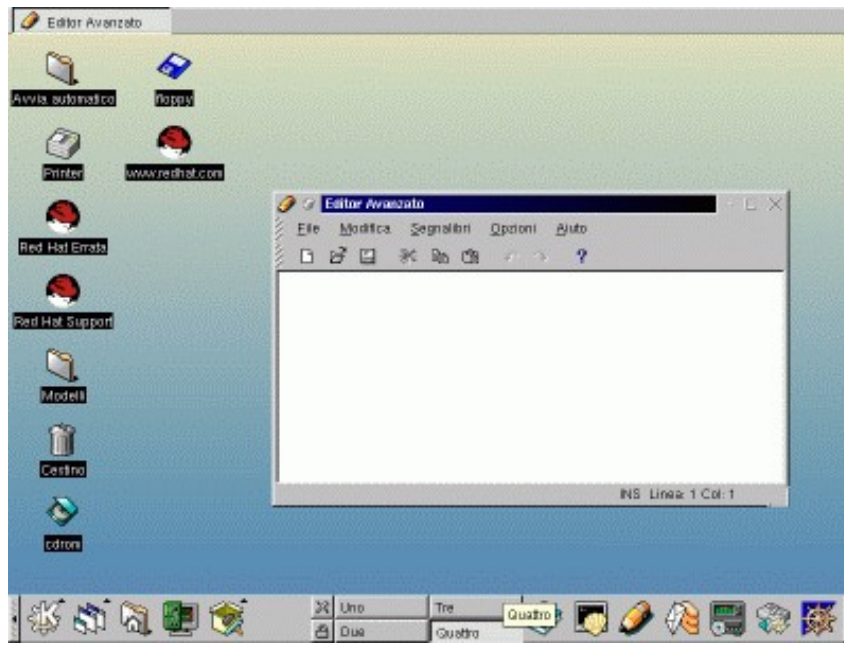 Editor Avanzato
Avvia automatico
floppy
Printer
www.redhat.com
Red Hat Errata
Red Hat Support
Modelli
Cestino
cdrom
Editor Avanzato
File Modifica Segnalibri Opzioni Aiuto
INS Linea: 1 Col: 1
Uno Tre
Quattro
Due Quattro